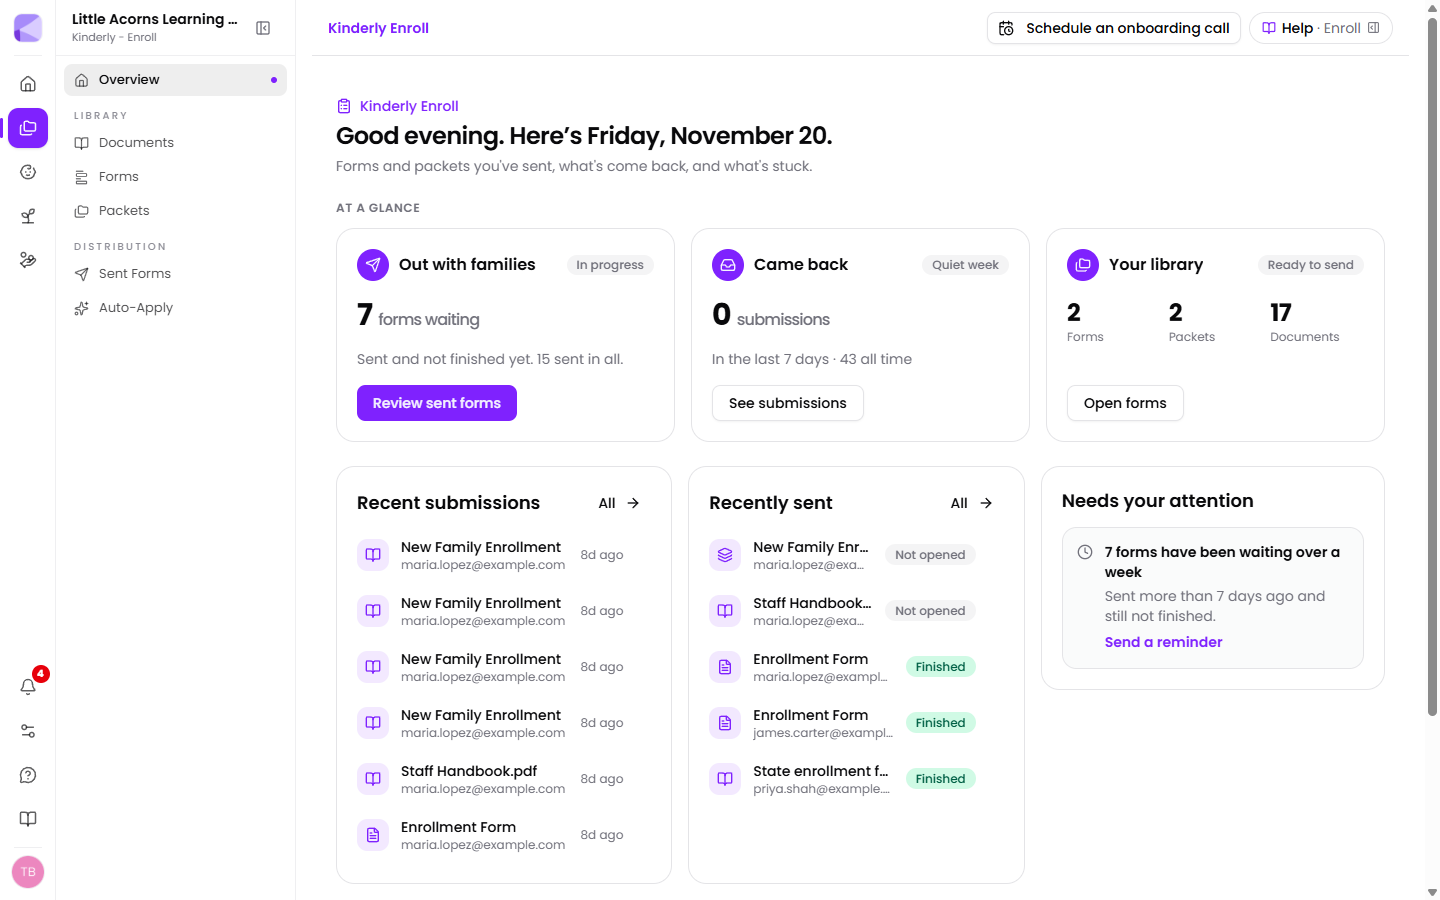 Little Acorns Learning ...
Kinderly - Enroll
Overview
LIBRARY
Documents
Forms
Packets
DISTRIBUTION
Sent Forms
Auto-Apply
4
TB
Kinderly Enroll
Schedule an onboarding call
Help · Enroll
Kinderly Enroll
Good evening. Here's Friday, November 20.
Forms and packets you've sent, what's come back, and what's stuck.
AT A GLANCE
Out with families
In progress
7 forms waiting
Sent and not finished yet. 15 sent in all.
Review sent forms
Came back
Quiet week
0 submissions
In the last 7 days · 43 all time
See submissions
Your library
Ready to send
2 2 17
Forms Packets Documents
Open forms
Recent submissions
All
New Family Enrollment
maria.lopez@example.com
8d ago
New Family Enrollment
maria.lopez@example.com
8d ago
New Family Enrollment
maria.lopez@example.com
8d ago
New Family Enrollment
maria.lopez@example.com
8d ago
Staff Handbook.pdf
maria.lopez@example.com
8d ago
Enrollment Form
maria.lopez@example.com
8d ago
Recently sent
All
New Family Enr...
maria.lopez@exa...
Not opened
Staff Handbook...
maria.lopez@exa...
Not opened
Enrollment Form
maria.lopez@exampl...
Finished
Enrollment Form
james.carter@exampl...
Finished
State enrollment f...
priya.shah@example....
Finished
Needs your attention
7 forms have been waiting over a
week
Sent more than 7 days ago and
still not finished.
Send a reminder